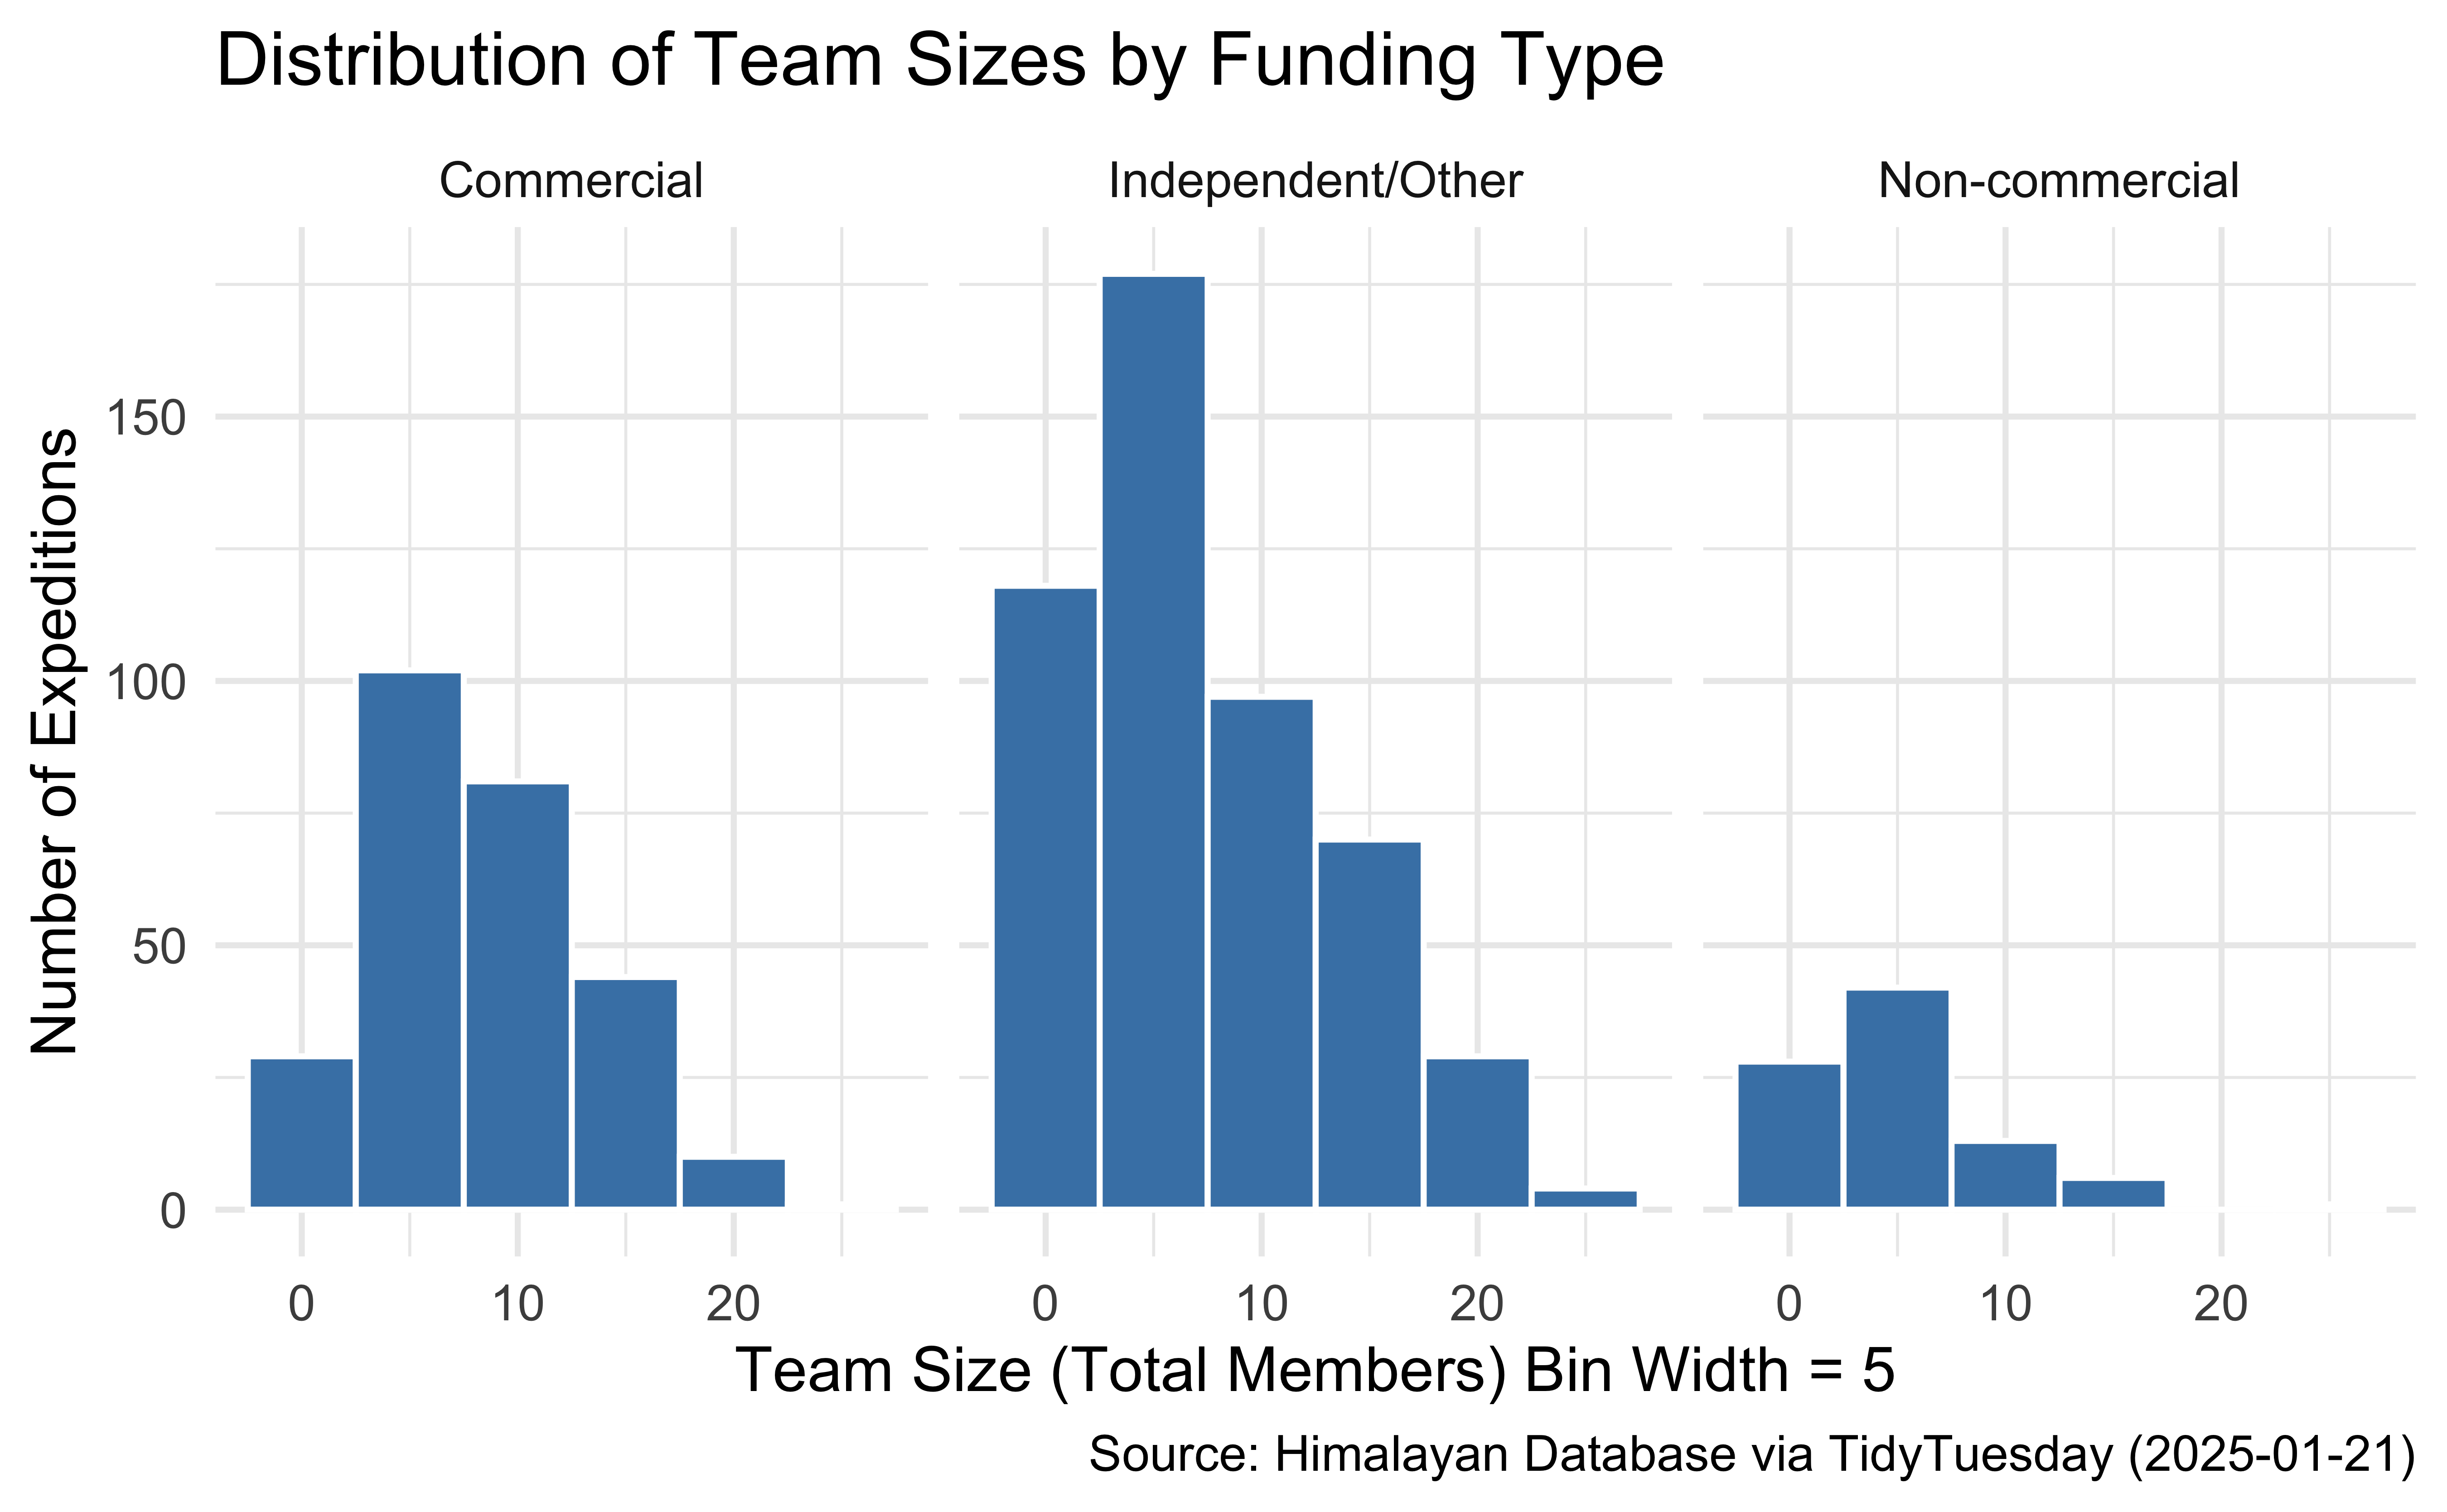 Distribution of Team Sizes by Funding Type
Commercial
Independent/Other
Non-commercial
Number of Expeditions
150
100
50
0
0 10 20
0 10 20
0 10 20
Team Size (Total Members) Bin Width = 5
Source: Himalayan Database via TidyTuesday (2025-01-21)